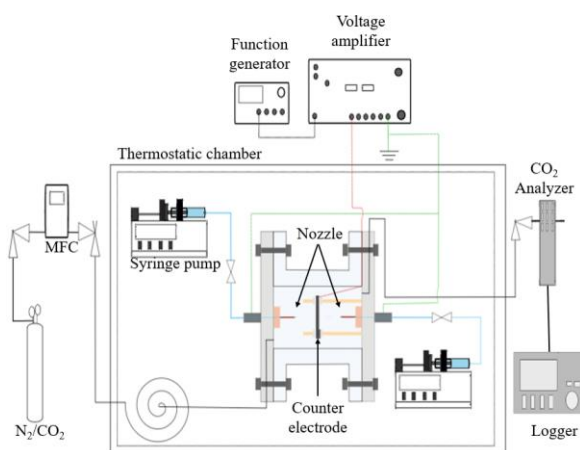 Voltage
amplifier
Function
generator
Thermostatic chamber
CO₂
Analyzer
MFC
Syringe pump
Nozzle
Counter
electrode
N₂/CO₂
Logger